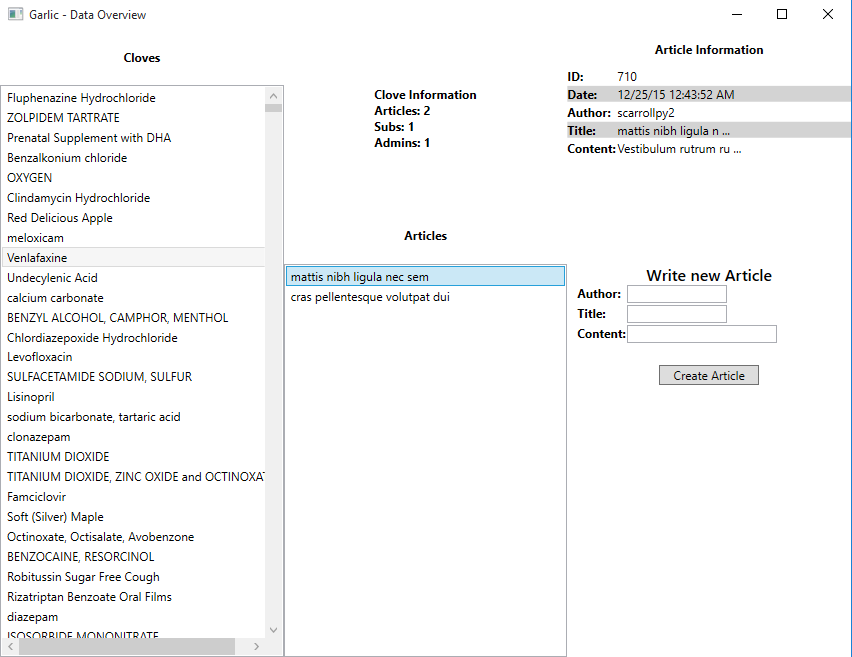 Garlic - Data Overview
Cloves
Fluphenazine Hydrochloride
ZOLPIDEM TARTRATE
Prenatal Supplement with DHA
Benzalkonium chloride
OXYGEN
Clindamycin Hydrochloride
Red Delicious Apple
meloxicam
Venlafaxine
Undecylenic Acid
calcium carbonate
BENZYL ALCOHOL, CAMPHOR, MENTHOL
Chlordiazepoxide Hydrochloride
Levofloxacin
SULFACETAMIDE SODIUM, SULFUR
Lisinopril
sodium bicarbonate, tartaric acid
clonazepam
TITANIUM DIOXIDE
TITANIUM DIOXIDE, ZINC OXIDE and OCTINOXAT
Famciclovir
Soft (Silver) Maple
Octinoxate, Octisalate, Avobenzone
BENZOCAINE, RESORCINOL
Robitussin Sugar Free Cough
Rizatriptan Benzoate Oral Films
diazepam
ISOSORBIDE MONONITRATE
Clove Information
Articles: 2
Subs: 1
Admins: 1
Articles
mattis nibh ligula nec sem
cras pellentesque volutpat dui
Article Information
ID: 710
Date: 12/25/15 12:43:52 AM
Author: scarrollpy2
Title: mattis nibh ligula n ...
Content: Vestibulum rutrum ru ...
Write new Article
Author:
Title:
Content:
Create Article